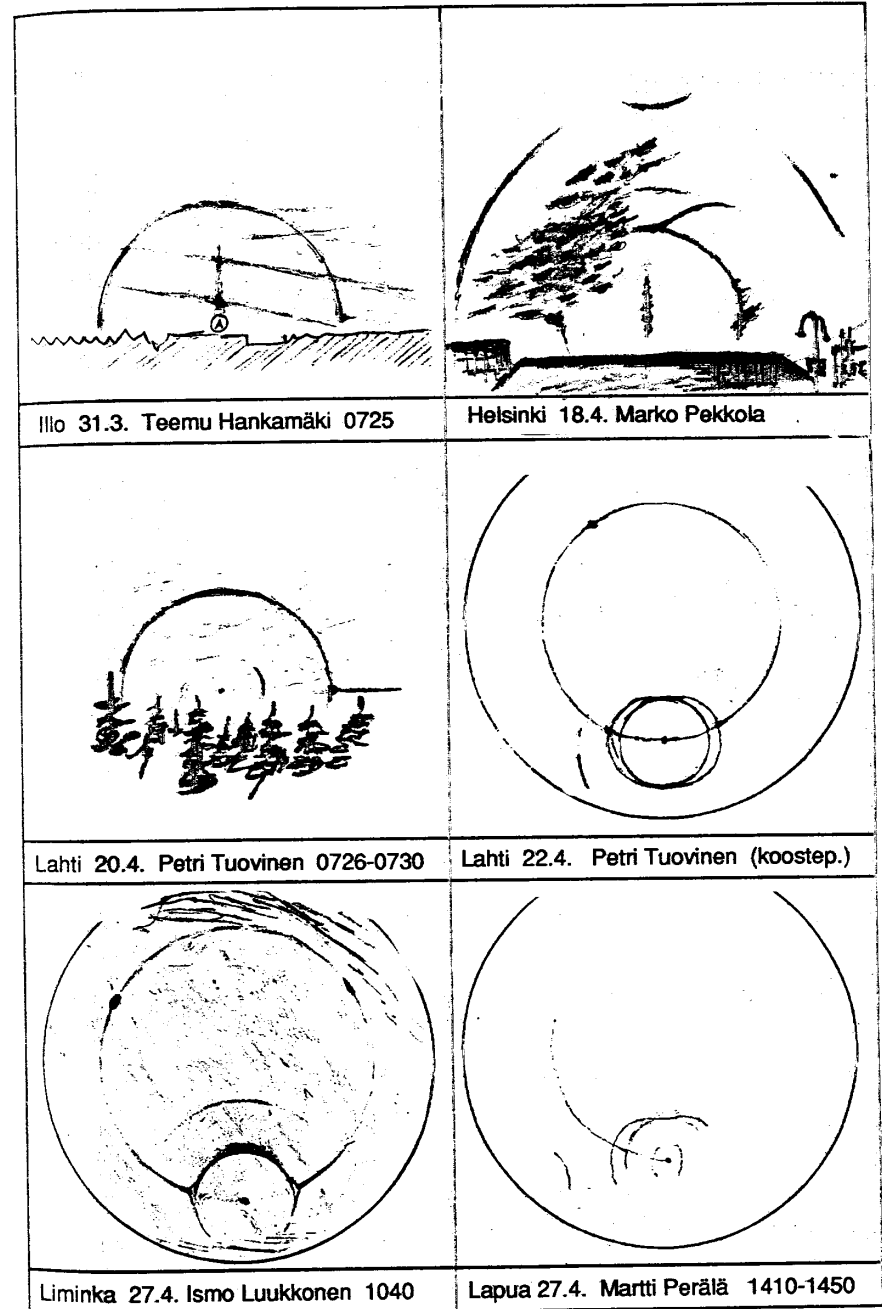 A
Illo 31.3. Teemu Hankamäki 0725
Helsinki 18.4. Marko Pekkola
Lahti 20.4. Petri Tuovinen 0726-0730
Lahti 22.4. Petri Tuovinen (koostep.)
Liminka 27.4. Ismo Luukkonen 1040
Lapua 27.4. Martti Perälä 1410-1450